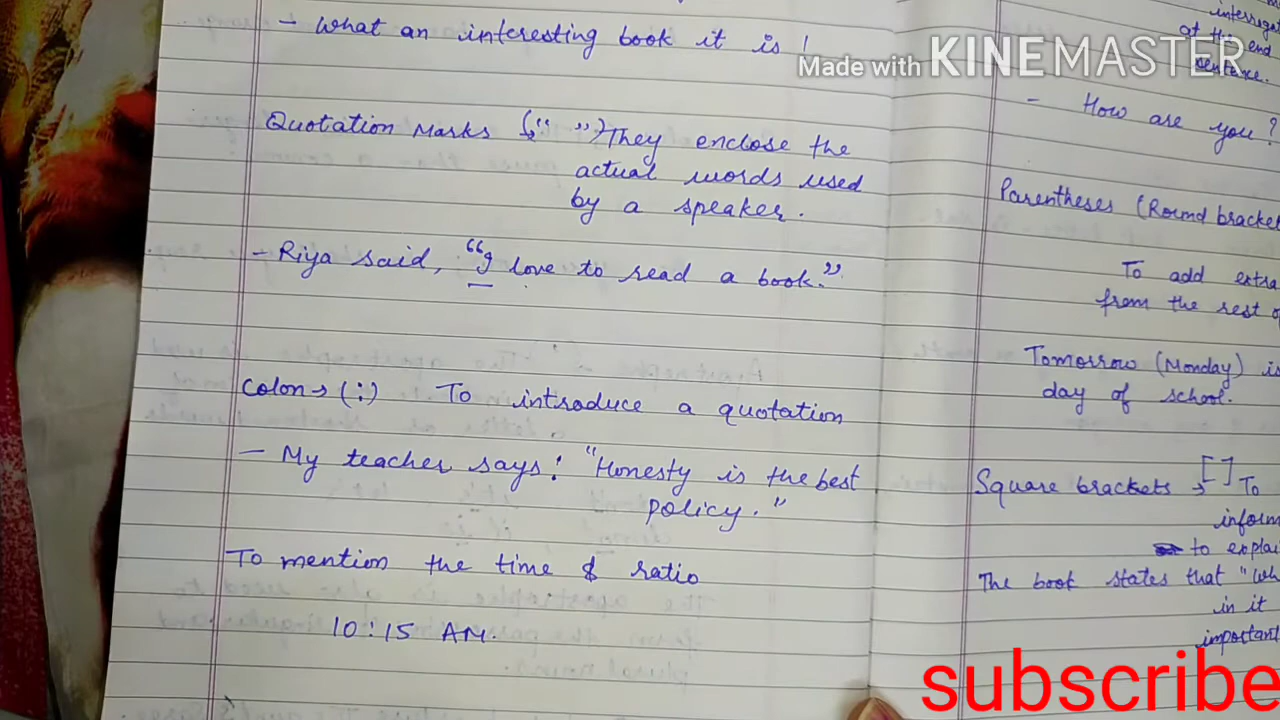 - What an interesting book it is !
Made with KINEMASTER
Quotation Marks (“ ”) They enclose the
actual words used
by a speaker.
- Riya said, “I love to read a book.”
Colon → (:) To introduce a quotation
- My teacher says: "Honesty is the best
policy."
To mention the time & ratio
10:15 AM.
at the end
sentence.
- How are you?
Parentheses (Round bracket
To add extra
from the rest
Tomorrow (Monday) is
day of school.
Square brackets → [ ] To
inform
to explai
The book states that "Wh
in it
important
subscribe